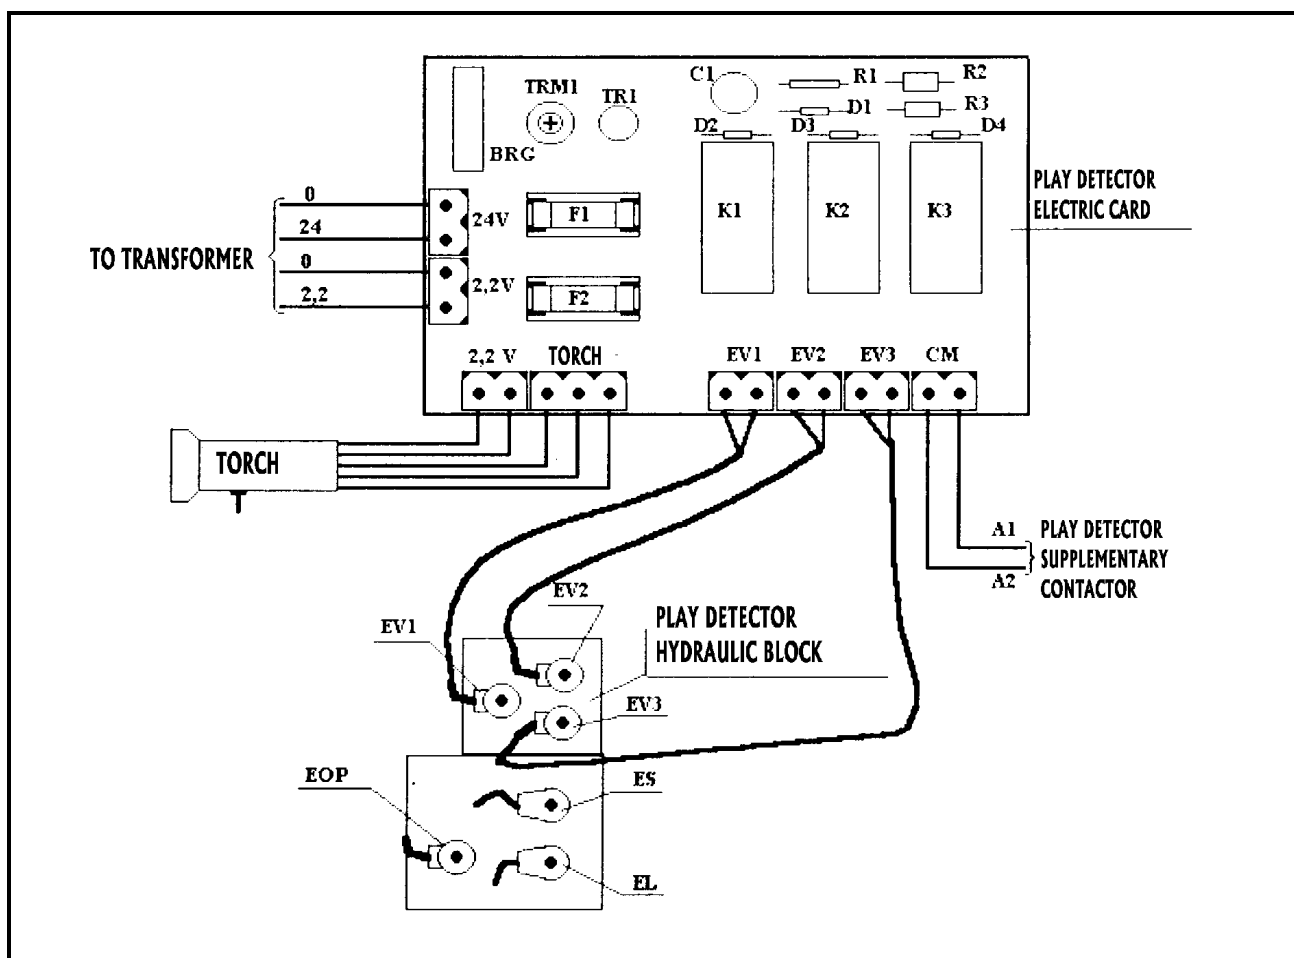 C1
R1
R2
TRM1
TR1
D1
R3
D2
D3
D4
BRG
PLAY DETECTOR
ELECTRIC CARD
0
24V
F1
K1
K2
K3
24
TO TRANSFORMER
0
2,2V
2,2
F2
2,2 V
TORCH
EV1
EV2
EV3
CM
TORCH
A1
PLAY DETECTOR
SUPPLEMENTARY
CONTACTOR
A2
EV2
EV1
PLAY DETECTOR
HYDRAULIC BLOCK
EV3
EOP
ES
EL